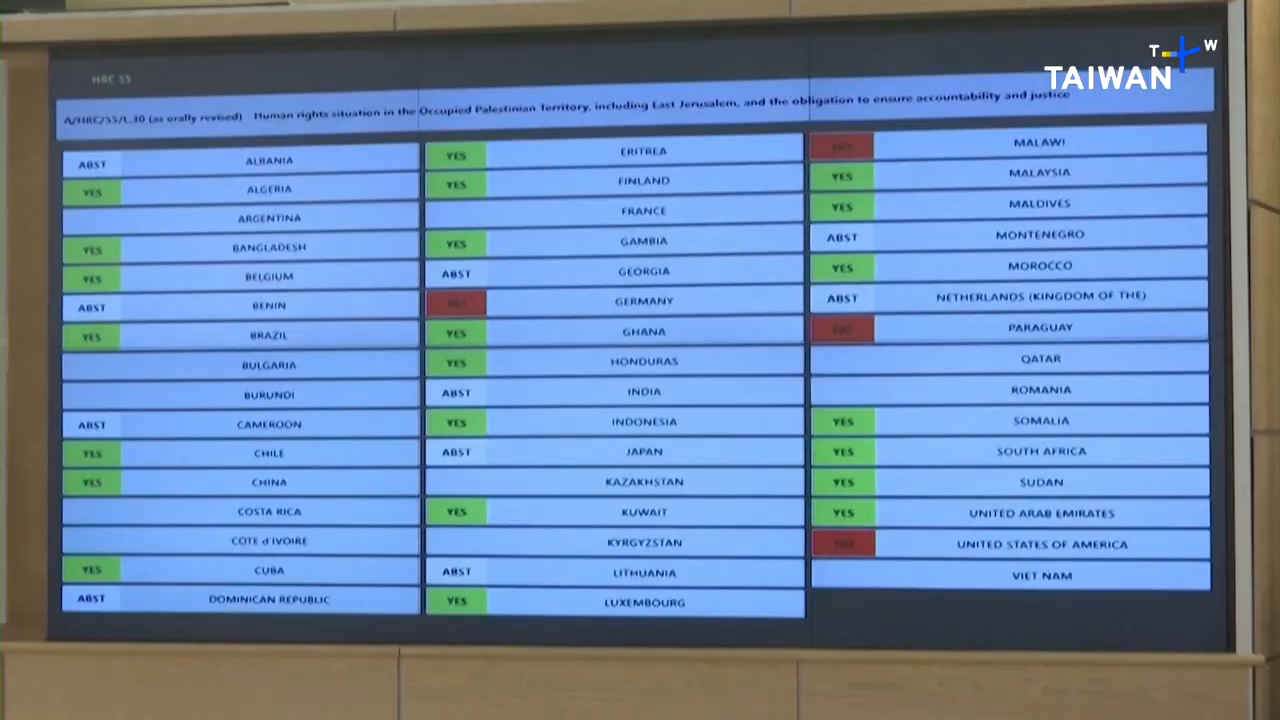 T W
TAIWAN
HRC 55
A/HRC/55/L.30 (as orally revised) Human rights situation in the Occupied Palestinian Territory, including East Jerusalem, and the obligation to ensure accountability and justice
ABST ALBANIA
YES ALGERIA
ARGENTINA
YES BANGLADESH
YES BELGIUM
ABST BENIN
YES BRAZIL
BULGARIA
BURUNDI
ABST CAMEROON
YES CHILE
YES CHINA
COSTA RICA
COTE d IVOIRE
YES CUBA
ABST DOMINICAN REPUBLIC
YES ERITREA
YES FINLAND
FRANCE
YES GAMBIA
ABST GEORGIA
NO GERMANY
YES GHANA
YES HONDURAS
ABST INDIA
YES INDONESIA
ABST JAPAN
KAZAKHSTAN
YES KUWAIT
KYRGYZSTAN
ABST LITHUANIA
YES LUXEMBOURG
NO MALAWI
YES MALAYSIA
YES MALDIVES
ABST MONTENEGRO
YES MOROCCO
ABST NETHERLANDS (KINGDOM OF THE)
NO PARAGUAY
QATAR
ROMANIA
YES SOMALIA
YES SOUTH AFRICA
YES SUDAN
YES UNITED ARAB EMIRATES
NO UNITED STATES OF AMERICA
VIET NAM